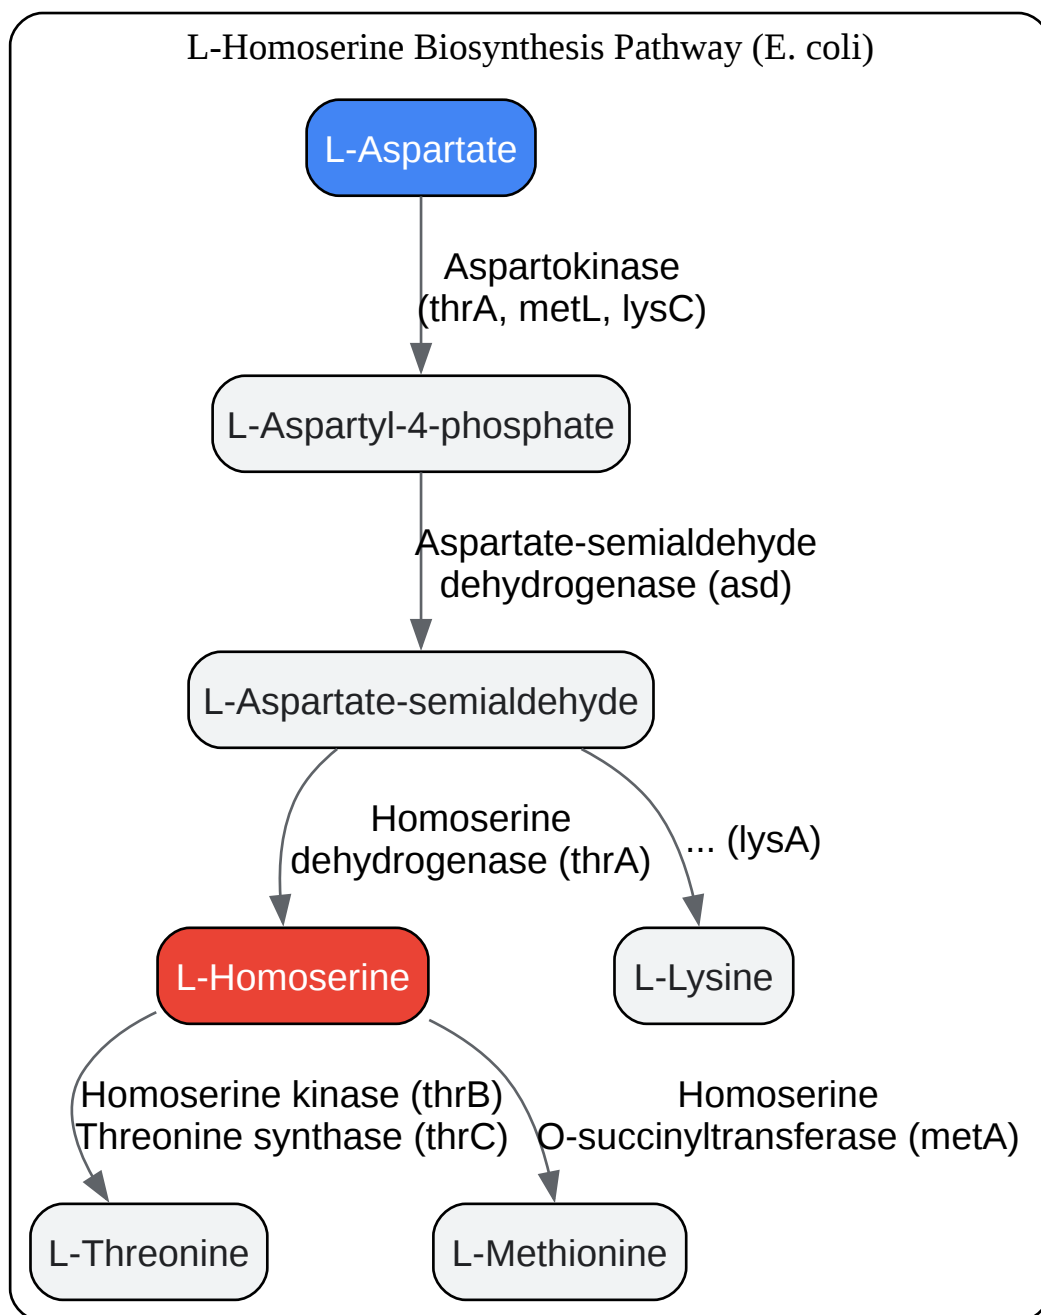 L-Homoserine Biosynthesis Pathway (E. coli)
L-Aspartate
Aspartokinase
(thrA, metL, lysC)
L-Aspartyl-4-phosphate
Aspartate-semialdehyde
dehydrogenase (asd)
L-Aspartate-semialdehyde
Homoserine
dehydrogenase (thrA)
... (lysA)
L-Homoserine
L-Lysine
Homoserine kinase (thrB)
Threonine synthase (thrC)
Homoserine
O-succinyltransferase (metA)
L-Threonine
L-Methionine